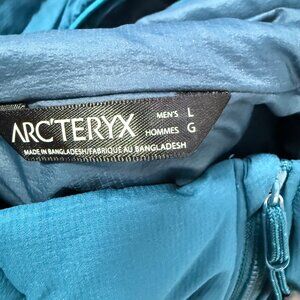 ARC'TERYX
MEN'S L
HOMMES G
MADE IN BANGLADESH/FABRIQUÉ AU BANGLADESH